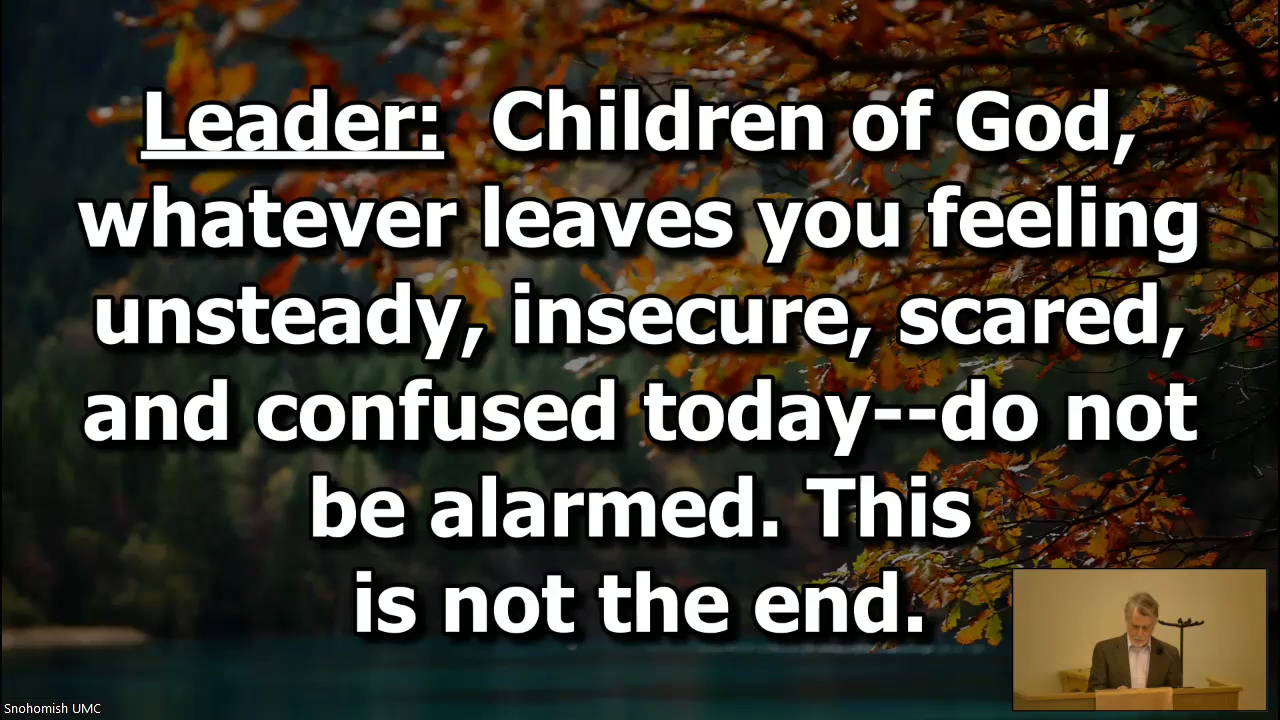 Leader: Children of God,
whatever leaves you feeling
unsteady, insecure, scared,
and confused today--do not
be alarmed. This
is not the end.
Snohomish UMC